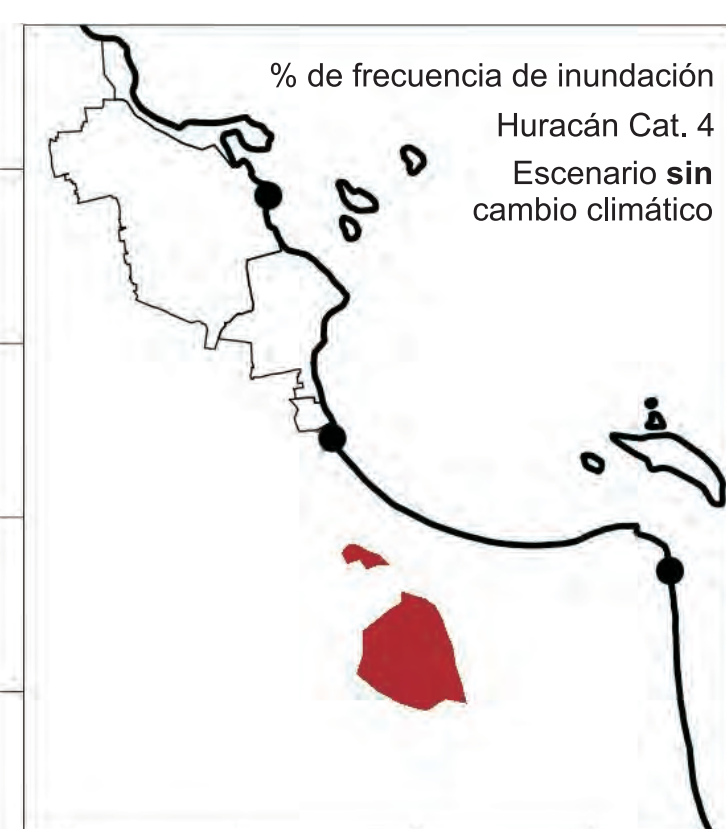 % de frecuencia de inundación
Huracán Cat. 4
Escenario sin
cambio climático